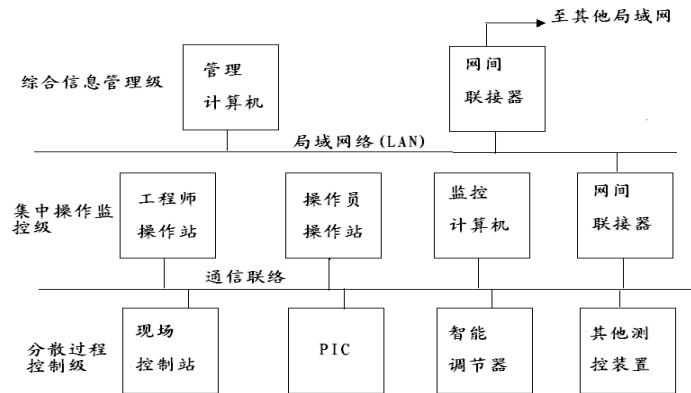 至其他局域网
综合信息管理级
管理
计算机
网间
联接器
局域网络(LAN)
集中操作监
控级
工程师
操作站
操作员
操作站
监控
计算机
网间
联接器
通信联络
分散过程
控制级
现场
控制站
PIC
智能
调节器
其他测
控装置